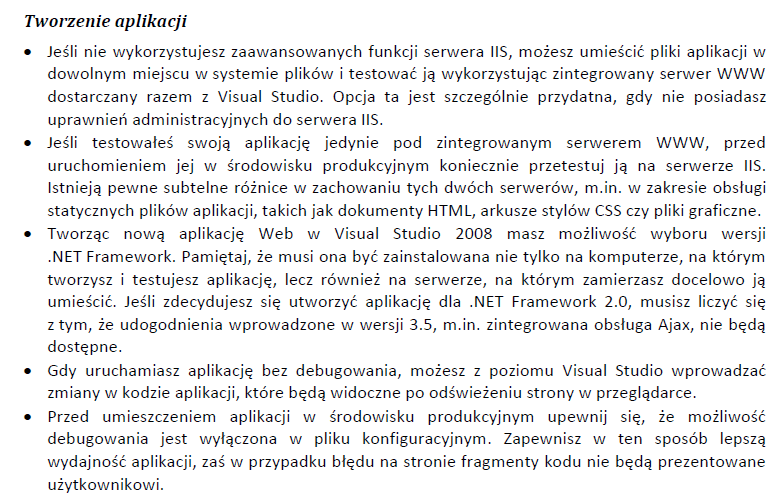 Tworzenie aplikacji
• Jeśli nie wykorzystujesz zaawansowanych funkcji serwera IIS, możesz umieścić pliki aplikacji w
dowolnym miejscu w systemie plików i testować ją wykorzystując zintegrowany serwer WWW
dostarczany razem z Visual Studio. Opcja ta jest szczególnie przydatna, gdy nie posiadasz
uprawnień administracyjnych do serwera IIS.
• Jeśli testowałeś swoją aplikację jedynie pod zintegrowanym serwerem WWW, przed
uruchomieniem jej w środowisku produkcyjnym koniecznie przetestuj ją na serwerze IIS.
Istnieją pewne subtelne różnice w zachowaniu tych dwóch serwerów, m.in. w zakresie obsługi
statycznych plików aplikacji, takich jak dokumenty HTML, arkusze stylów CSS czy pliki graficzne.
• Tworząc nową aplikację Web w Visual Studio 2008 masz możliwość wyboru wersji
.NET Framework. Pamiętaj, że musi ona być zainstalowana nie tylko na komputerze, na którym
tworzysz i testujesz aplikację, lecz również na serwerze, na którym zamierzasz docelowo ją
umieścić. Jeśli zdecydujesz się utworzyć aplikację dla .NET Framework 2.0, musisz liczyć się
z tym, że udogodnienia wprowadzone w wersji 3.5, m.in. zintegrowana obsługa Ajax, nie będą
dostępne.
• Gdy uruchamiasz aplikację bez debugowania, możesz z poziomu Visual Studio wprowadzać
zmiany w kodzie aplikacji, które będą widoczne po odświeżeniu strony w przeglądarce.
• Przed umieszczeniem aplikacji w środowisku produkcyjnym upewnij się, że możliwość
debugowania jest wyłączona w pliku konfiguracyjnym. Zapewnisz w ten sposób lepszą
wydajność aplikacji, zaś w przypadku błędu na stronie fragmenty kodu nie będą prezentowane
użytkownikowi.